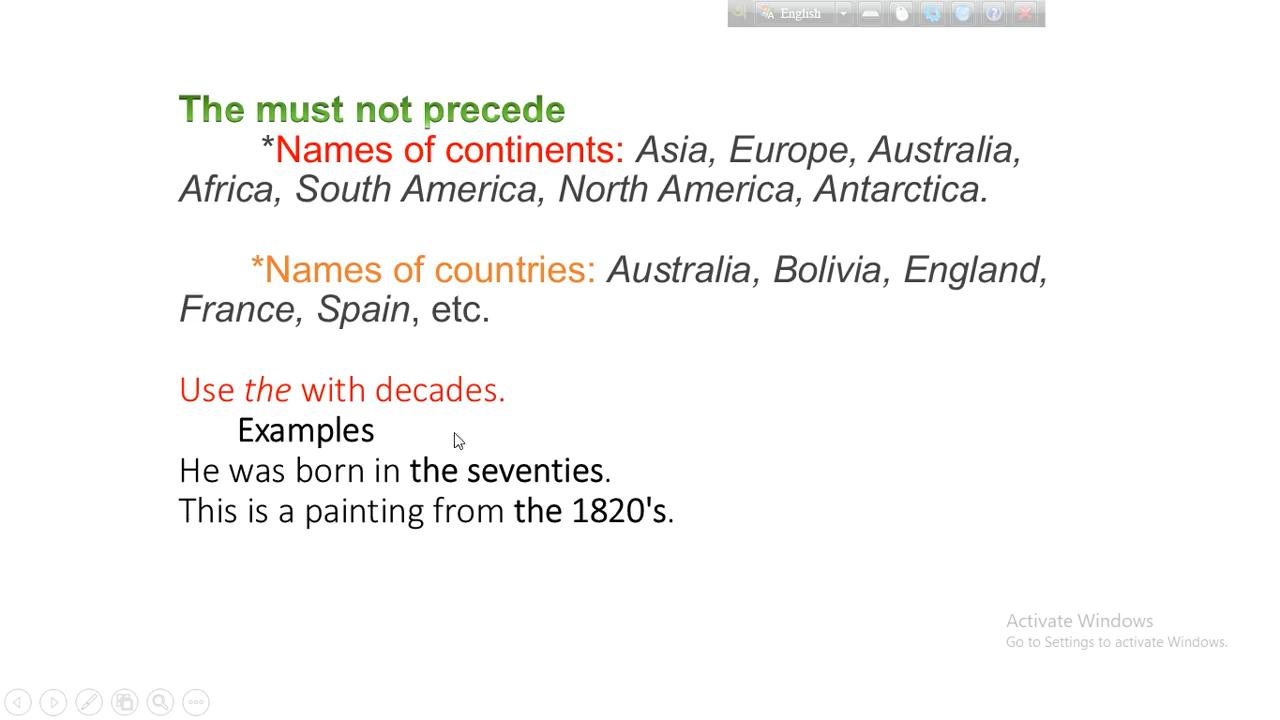 English
The must not precede
*Names of continents: Asia, Europe, Australia,
Africa, South America, North America, Antarctica.
*Names of countries: Australia, Bolivia, England,
France, Spain, etc.
Use the with decades.
Examples
He was born in the seventies.
This is a painting from the 1820's.
Activate Windows
Go to Settings to activate Windows.